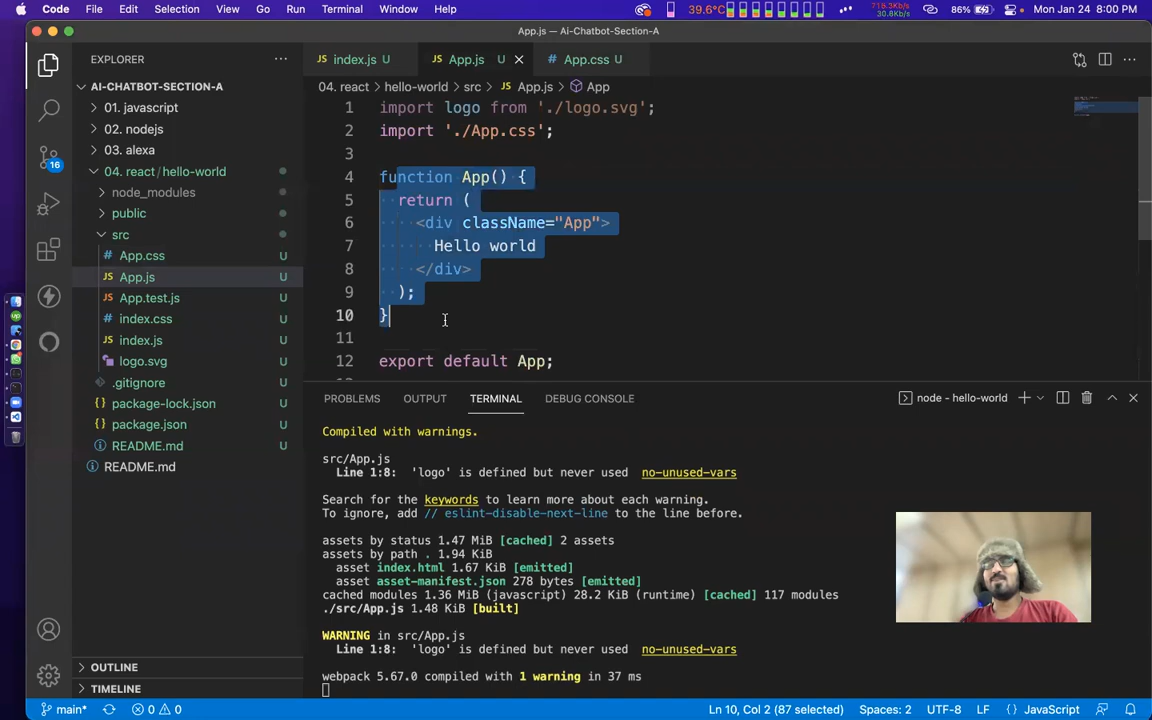 Code File Edit Selection View Go Run Terminal Window Help 39.6°C 716.3Kb/s 30.8Kb/s 86% Mon Jan 24 8:00 PM
App.js — Ai-Chatbot-Section-A
EXPLORER
index.js U App.js U App.css U
AI-CHATBOT-SECTION-A
04. react > hello-world > src > App.js > App
01. javascript
02. nodejs
03. alexa
04. react/hello-world
node_modules
public
src
App.css U
App.js U
App.test.js U
index.css U
index.js U
logo.svg U
.gitignore U
package-lock.json U
package.json U
README.md U
README.md
OUTLINE
TIMELINE
16
1 import logo from './logo.svg';
2 import './App.css';
3
4 function App() {
5 return (
6 <div className="App">
7 Hello world
8 </div>
9 );
10 }
11
12 export default App;
PROBLEMS OUTPUT TERMINAL DEBUG CONSOLE node - hello-world
Compiled with warnings.
src/App.js
Line 1:8: 'logo' is defined but never used no-unused-vars
Search for the keywords to learn more about each warning.
To ignore, add // eslint-disable-next-line to the line before.
assets by status 1.47 MiB [cached] 2 assets
assets by path . 1.94 KiB
asset index.html 1.67 KiB [emitted]
asset asset-manifest.json 278 bytes [emitted]
cached modules 1.36 MiB (javascript) 28.2 KiB (runtime) [cached] 117 modules
./src/App.js 1.48 KiB [built]
WARNING in src/App.js
Line 1:8: 'logo' is defined but never used no-unused-vars
webpack 5.67.0 compiled with 1 warning in 37 ms
main* 0 0 Ln 10, Col 2 (87 selected) Spaces: 2 UTF-8 LF {} JavaScript